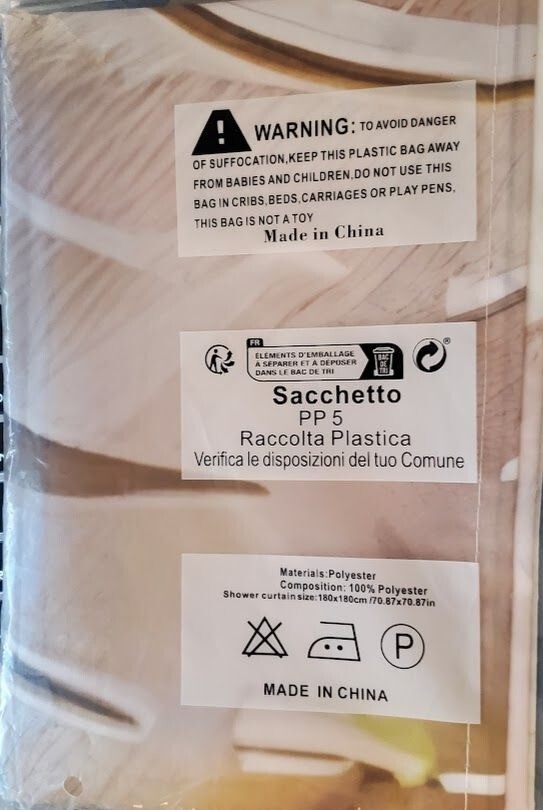 WARNING: TO AVOID DANGER
OF SUFFOCATION,KEEP THIS PLASTIC BAG AWAY
FROM BABIES AND CHILDREN,DO NOT USE THIS
BAG IN CRIBS,BEDS,CARRIAGES OR PLAY PENS,
THIS BAG IS NOT A TOY
Made in China
FR
ÉLÉMENTS D'EMBALLAGE
À SÉPARER ET À DÉPOSER
DANS LE BAC DE TRI
BAC
DE
TRI
®
Sacchetto
PP 5
Raccolta Plastica
Verifica le disposizioni del tuo Comune
Materials:Polyester
Composition: 100% Polyester
Shower curtain size:180x180cm /70.87x70.87in
P
MADE IN CHINA